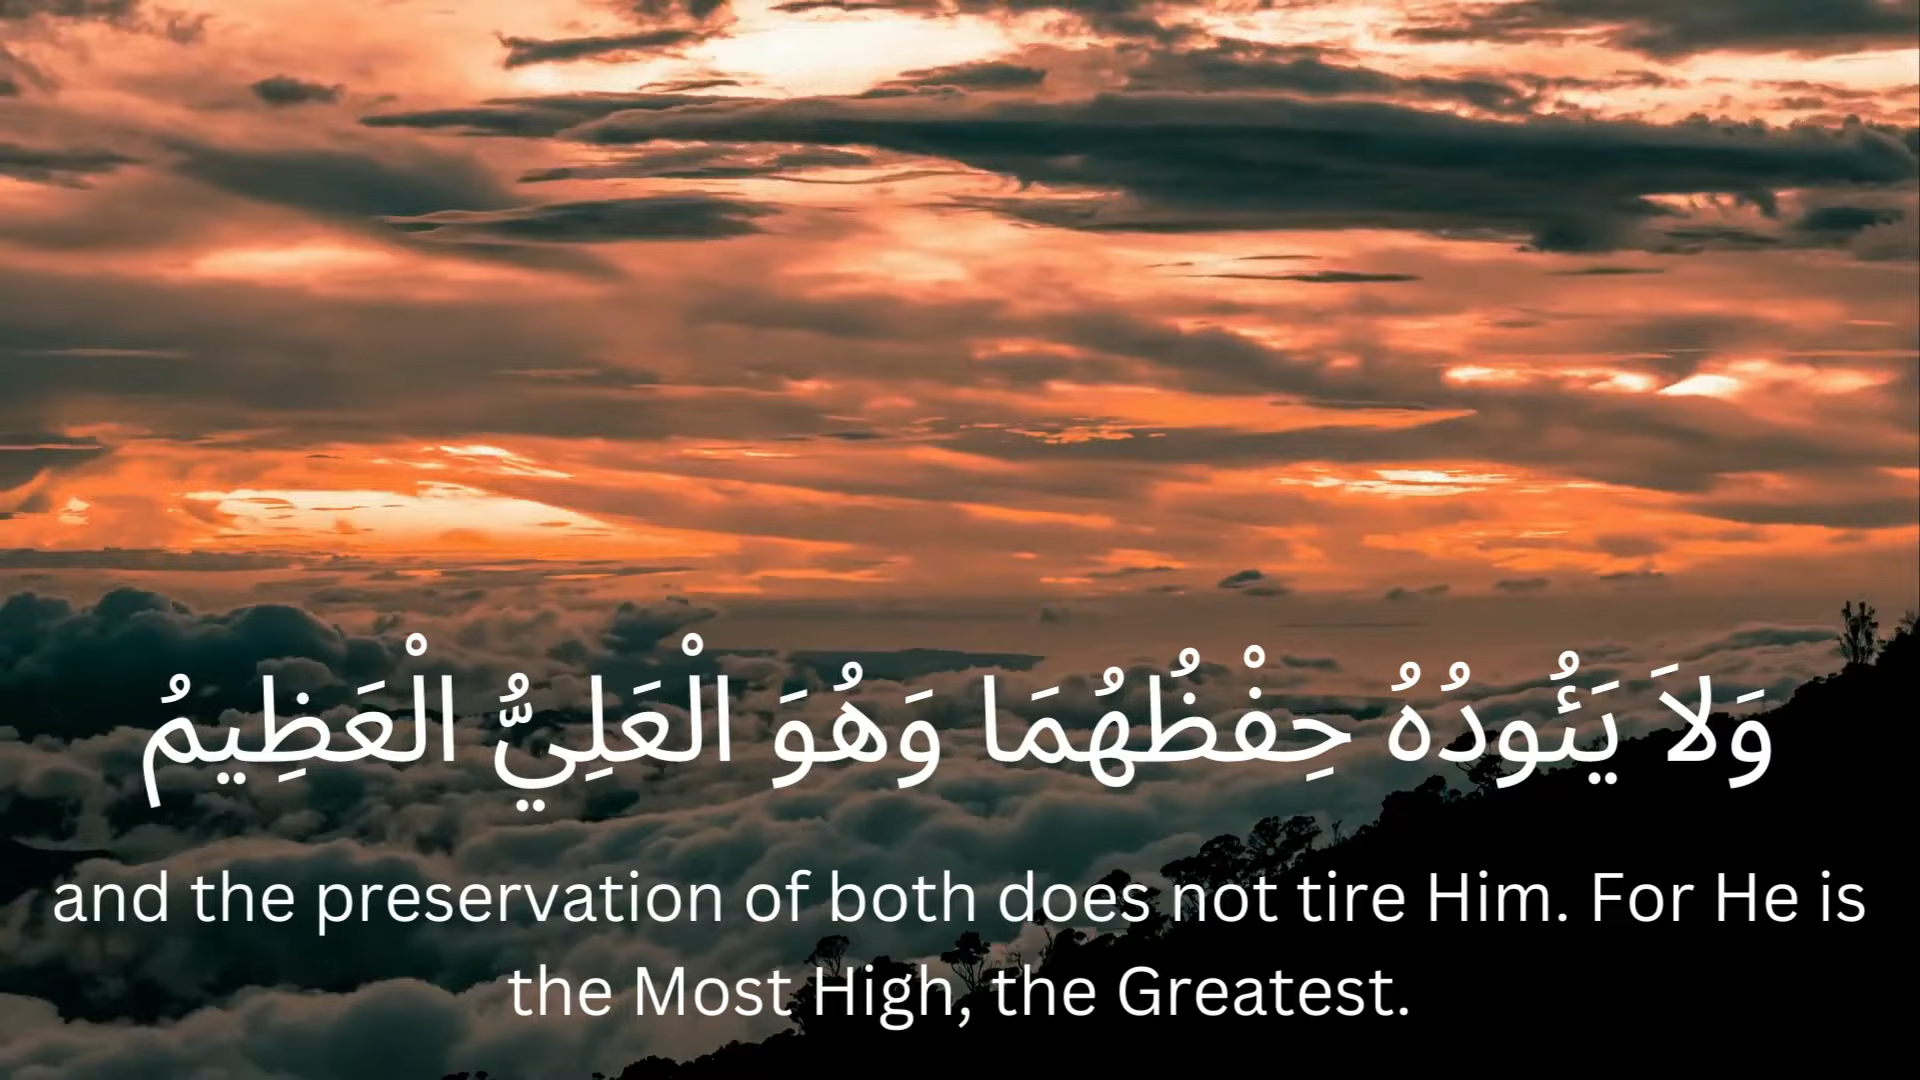 وَلاَ يَئُودُهُ حِفْظُهُمَا وَهُوَ الْعَلِيُّ الْعَظِيمُ
and the preservation of both does not tire Him. For He is
the Most High, the Greatest.